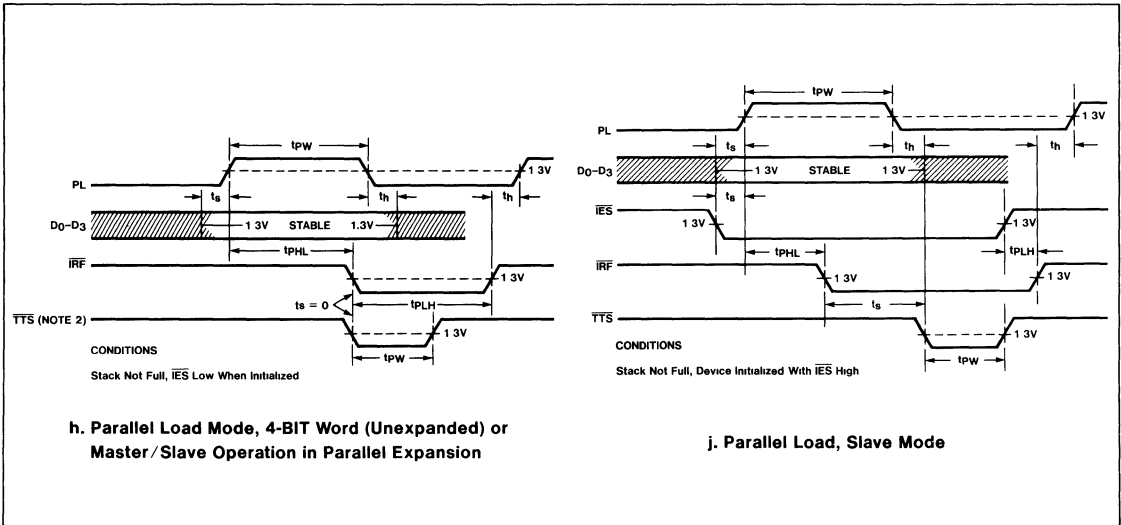 tPW
PL
1 3V
ts
th
th
D0–D3
1 3V
STABLE
1.3V
tPHL
IRF
1 3V
ts = 0
tPLH
TTS (NOTE 2)
1 3V
tPW
CONDITIONS
Stack Not Full, IES Low When Initialized
h. Parallel Load Mode, 4-BIT Word (Unexpanded) or
Master/Slave Operation in Parallel Expansion
tPW
PL
1 3V
ts
th
th
D0–D3
1 3V
STABLE
1 3V
ts
IES
1 3V
1 3V
tPHL
tPLH
IRF
1 3V
1 3V
ts
TTS
1 3V
tPW
CONDITIONS
Stack Not Full, Device Initialized With IES High
j. Parallel Load, Slave Mode